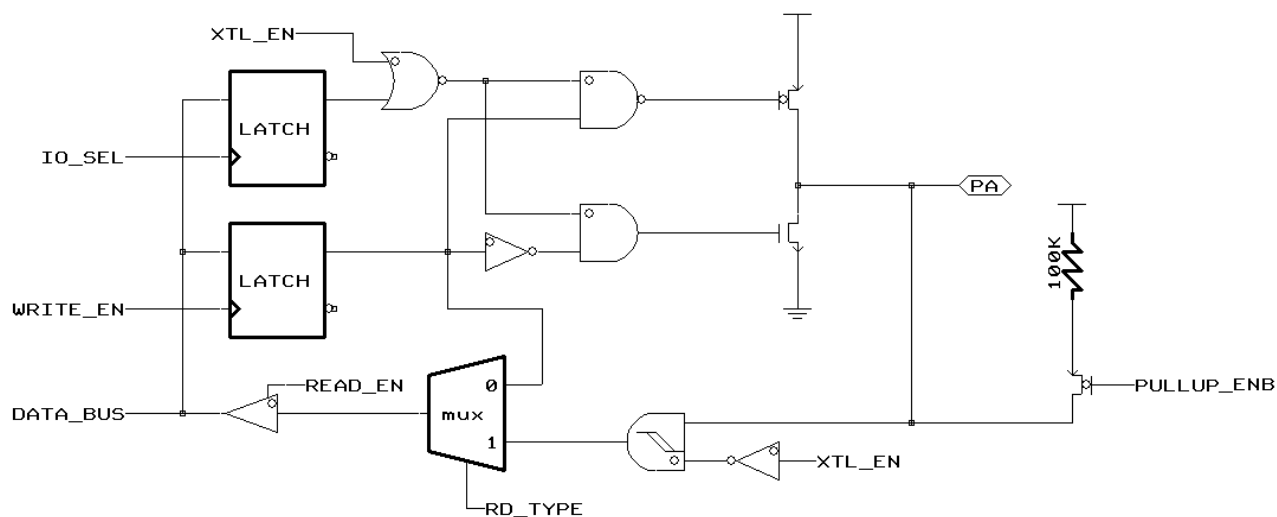 XTL_EN
LATCH
IO_SEL
PA
LATCH
100K
WRITE_EN
READ_EN
0
PULLUP_ENB
DATA_BUS
mux
1
XTL_EN
RD_TYPE